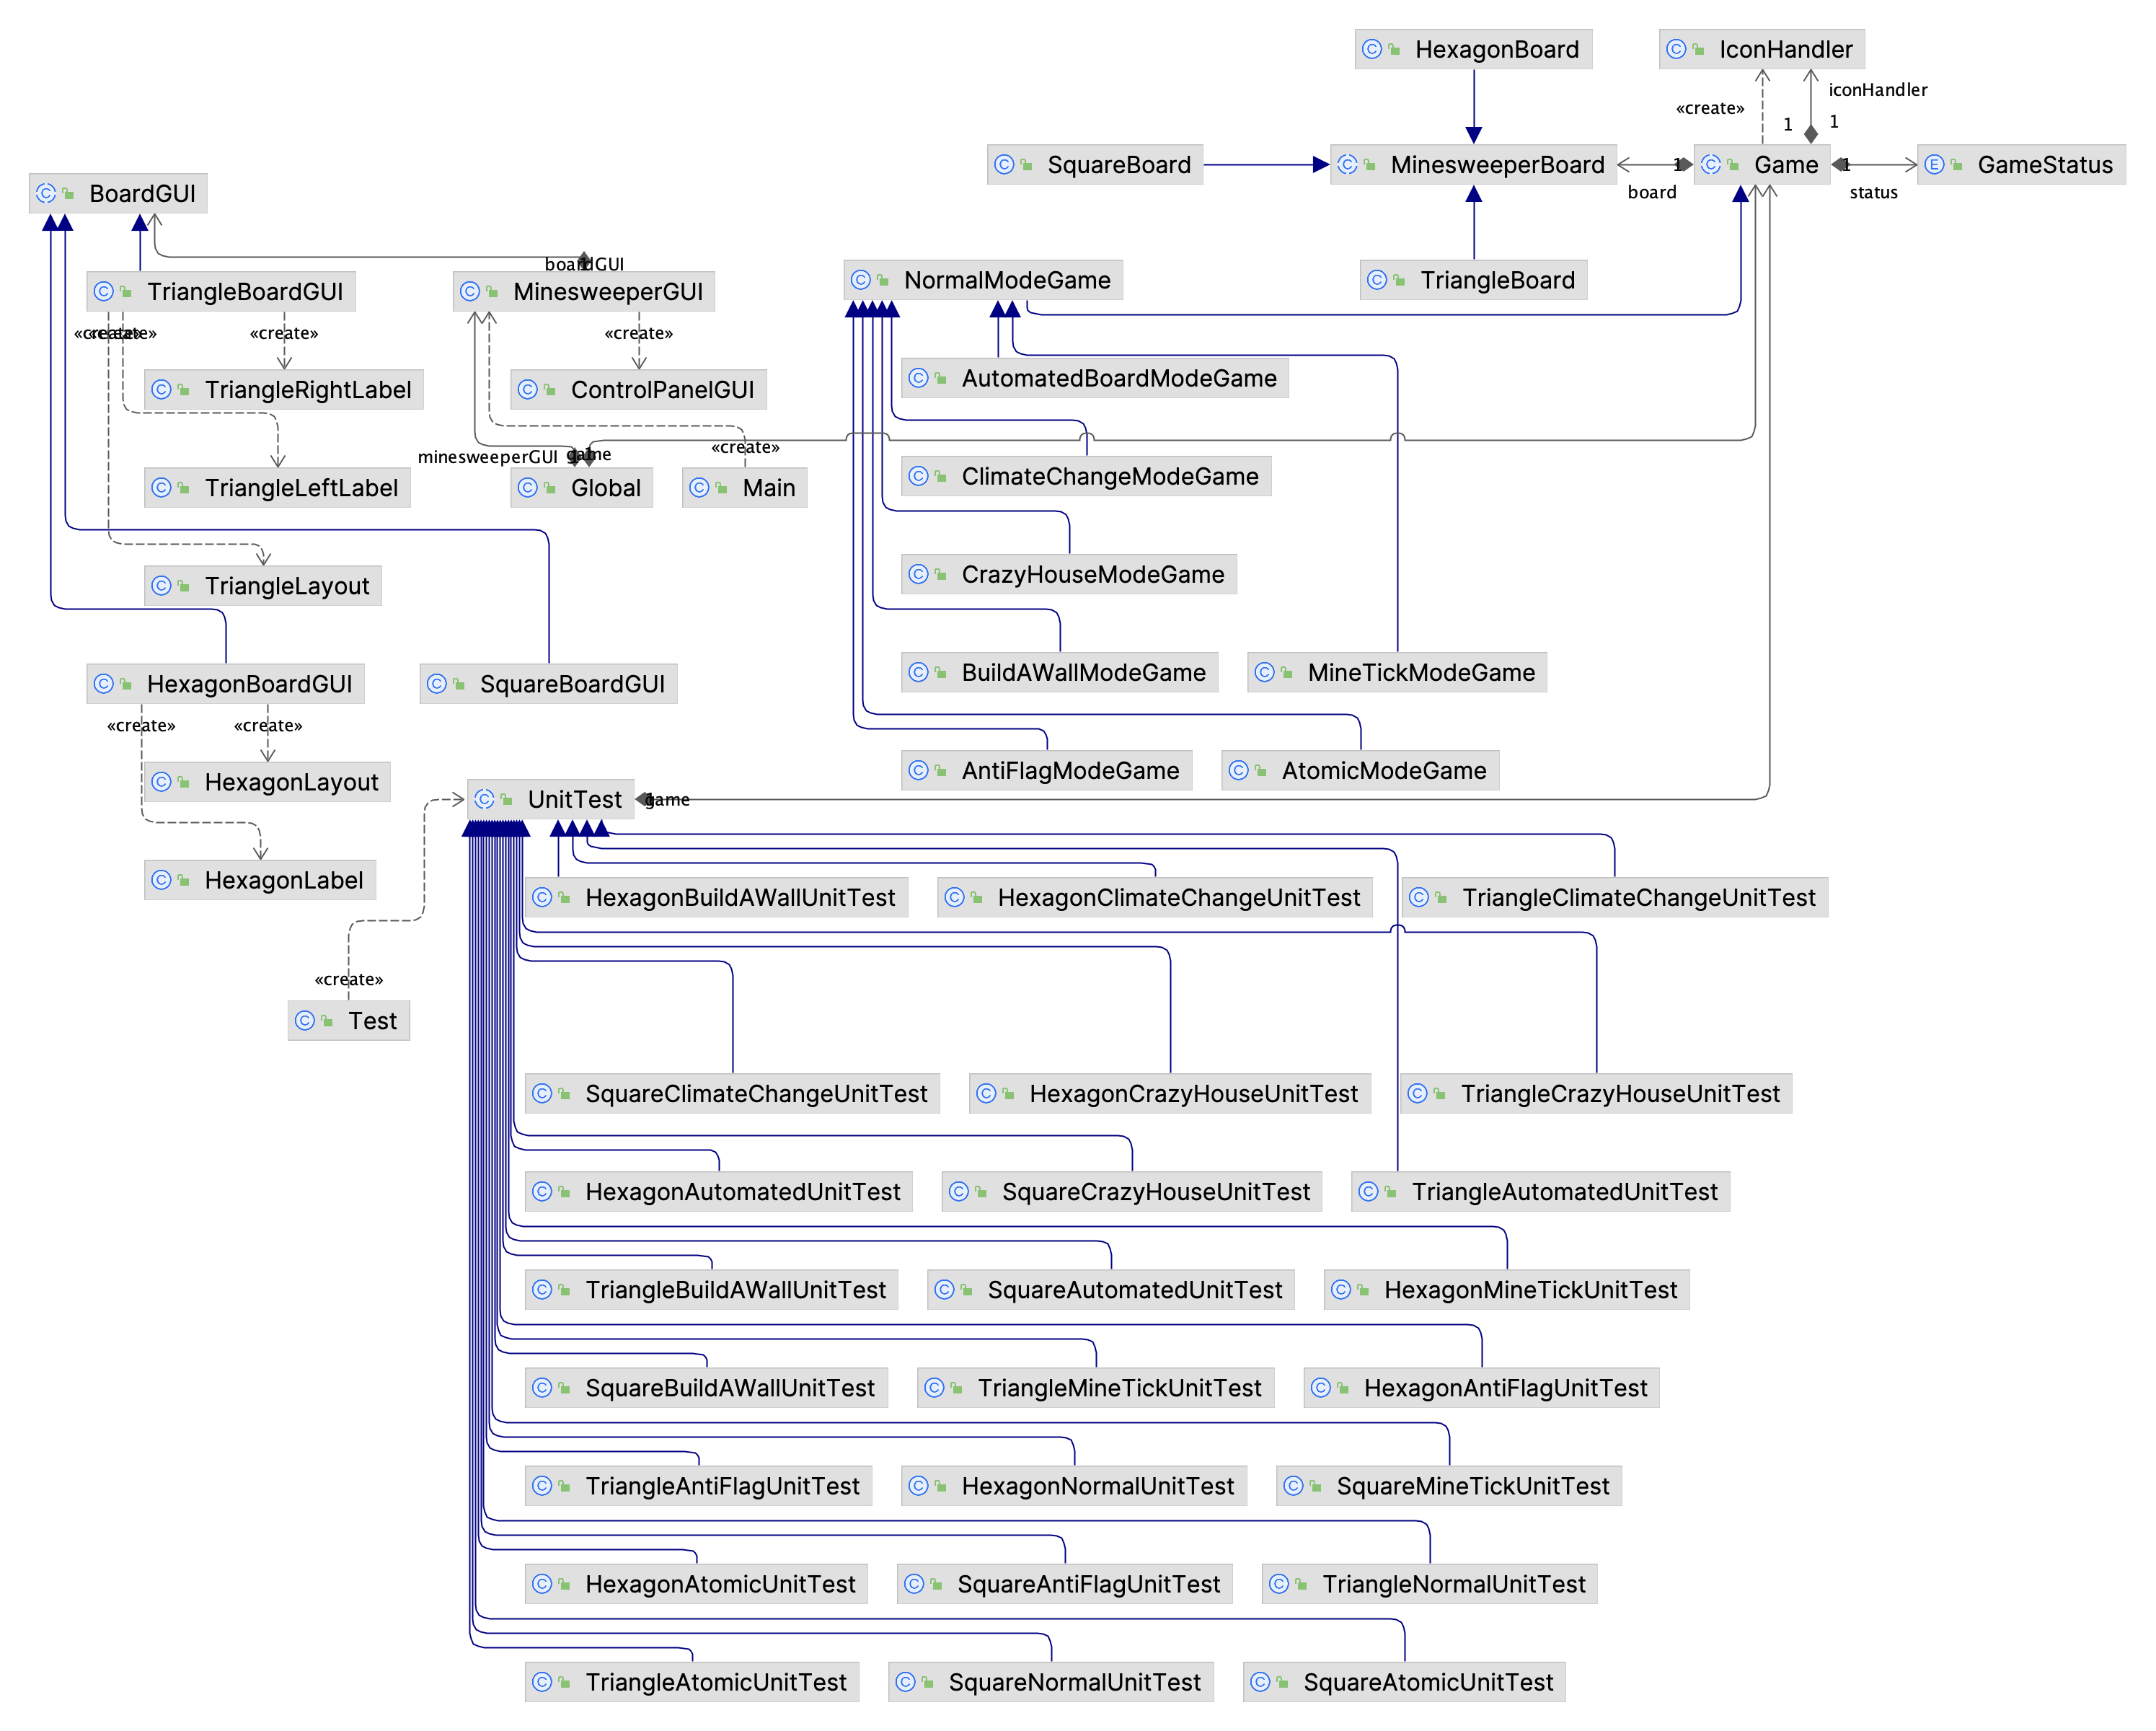 HexagonBoard
IconHandler
iconHandler
«create»
1
1
SquareBoard
MinesweeperBoard
1
Game
1
GameStatus
board
status
BoardGUI
boardGUI
TriangleBoardGUI
MinesweeperGUI
NormalModeGame
TriangleBoard
«create»
«create»
«create»
«create»
TriangleRightLabel
ControlPanelGUI
AutomatedBoardModeGame
«create»
minesweeperGUI
game
TriangleLeftLabel
Global
Main
ClimateChangeModeGame
TriangleLayout
CrazyHouseModeGame
HexagonBoardGUI
SquareBoardGUI
BuildAWallModeGame
MineTickModeGame
«create»
«create»
HexagonLayout
AntiFlagModeGame
AtomicModeGame
UnitTest
1
game
HexagonLabel
HexagonBuildAWallUnitTest
HexagonClimateChangeUnitTest
TriangleClimateChangeUnitTest
«create»
Test
SquareClimateChangeUnitTest
HexagonCrazyHouseUnitTest
TriangleCrazyHouseUnitTest
HexagonAutomatedUnitTest
SquareCrazyHouseUnitTest
TriangleAutomatedUnitTest
TriangleBuildAWallUnitTest
SquareAutomatedUnitTest
HexagonMineTickUnitTest
SquareBuildAWallUnitTest
TriangleMineTickUnitTest
HexagonAntiFlagUnitTest
TriangleAntiFlagUnitTest
HexagonNormalUnitTest
SquareMineTickUnitTest
HexagonAtomicUnitTest
SquareAntiFlagUnitTest
TriangleNormalUnitTest
TriangleAtomicUnitTest
SquareNormalUnitTest
SquareAtomicUnitTest